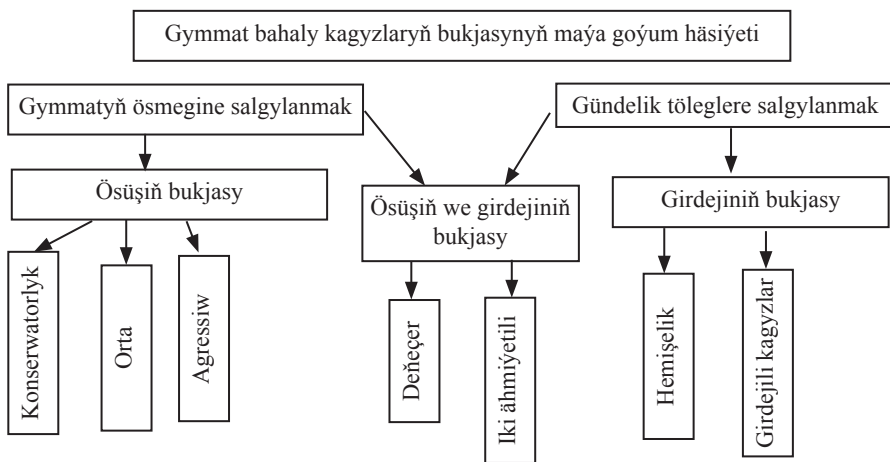 Gymmat bahaly kagyzlaryň bukjasynyň maýa goýum häsiýeti
Gymmatyň ösmegine salgylanmak
Gündelik töleglere salgylanmak
Ösüşiň bukjasy
Ösüşiň we girdejiniň
bukjasy
Girdejiniň bukjasy
Konserwatorlyk
Orta
Agressiw
Deňeçer
Iki ähmiýetili
Hemişelik
Girdejili kagyzlar